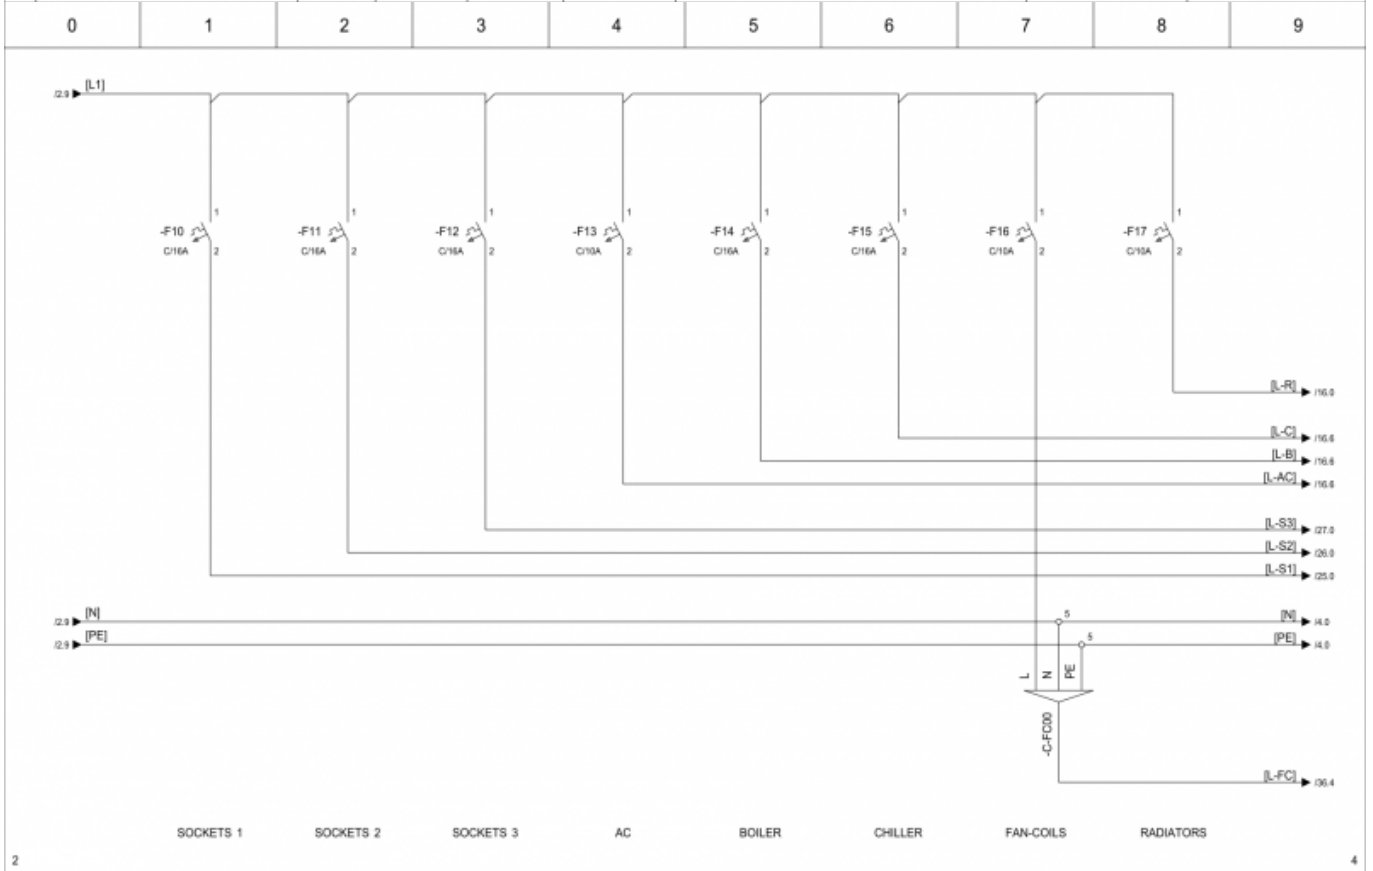 0 1 2 3 4 5 6 7 8 9
/2.9 [L1]
1 1 1 1 1 1 1 1
-F10 -F11 -F12 -F13 -F14 -F15 -F16 -F17
C/16A 2 C/16A 2 C/16A 2 C/10A 2 C/16A 2 C/16A 2 C/10A 2 C/10A 2
[L-R] /16.0
[L-C] /16.6
[L-B] /16.6
[L-AC] /16.6
[L-S3] /27.0
[L-S2] /26.0
[L-S1] /25.0
/2.9 [N] 5 [N] /4.0
/2.9 [PE] 5 [PE] /4.0
L N PE
-C-FC00
[L-FC] /36.4
SOCKETS 1 SOCKETS 2 SOCKETS 3 AC BOILER CHILLER FAN-COILS RADIATORS
2 4